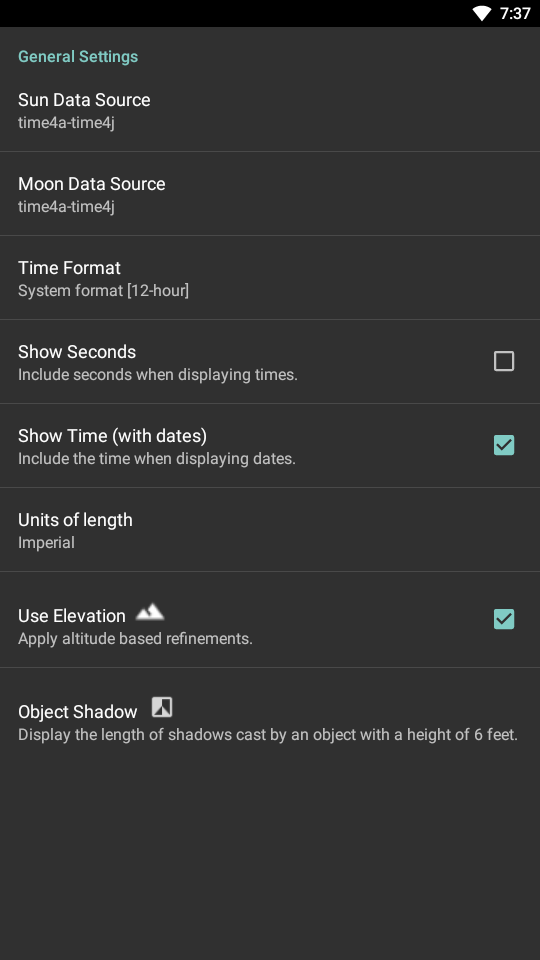 7:37
General Settings
Sun Data Source
time4a-time4j
Moon Data Source
time4a-time4j
Time Format
System format [12-hour]
Show Seconds
Include seconds when displaying times.
Show Time (with dates)
Include the time when displaying dates.
Units of length
Imperial
Use Elevation
Apply altitude based refinements.
Object Shadow
Display the length of shadows cast by an object with a height of 6 feet.